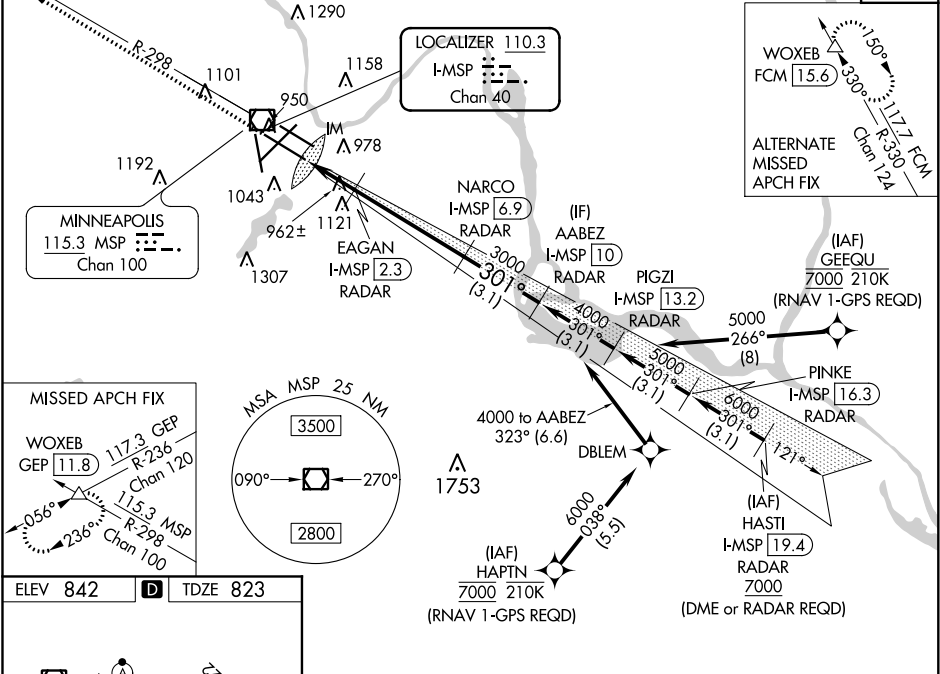 1290
R-298
1101
1158
950
IM
978
1192
1043
962±
1121
1307
LOCALIZER 110.3
I-MSP
Chan 40
WOXEB
FCM 15.6
150°
330°
117.7 FCM
R-330
Chan 124
ALTERNATE
MISSED
APCH FIX
MINNEAPOLIS
115.3 MSP
Chan 100
EAGAN
I-MSP 2.3
RADAR
NARCO
I-MSP 6.9
RADAR
(IF)
AABEZ
I-MSP 10
RADAR
PIGZI
I-MSP 13.2
RADAR
(IAF)
GEEQU
7000 210K
(RNAV 1-GPS REQD)
5000
266°
(8)
3000
301°
(3.1)
4000
301°
(3.1)
5000
301°
(3.1)
6000
301°
(3.1)
121°
PINKE
I-MSP 16.3
RADAR
4000 to AABEZ
323° (6.6)
DBLEM
6000
038°
(5.5)
(IAF)
HAPTN
7000 210K
(RNAV 1-GPS REQD)
(IAF)
HASTI
I-MSP 19.4
RADAR
7000
(DME or RADAR REQD)
MISSED APCH FIX
WOXEB
GEP 11.8
117.3 GEP
R-236
Chan 120
056°
236°
115.3 MSP
R-298
Chan 100
MSA MSP 25 NM
3500
090°
270°
2800
1753
ELEV 842
D
TDZE 823
22